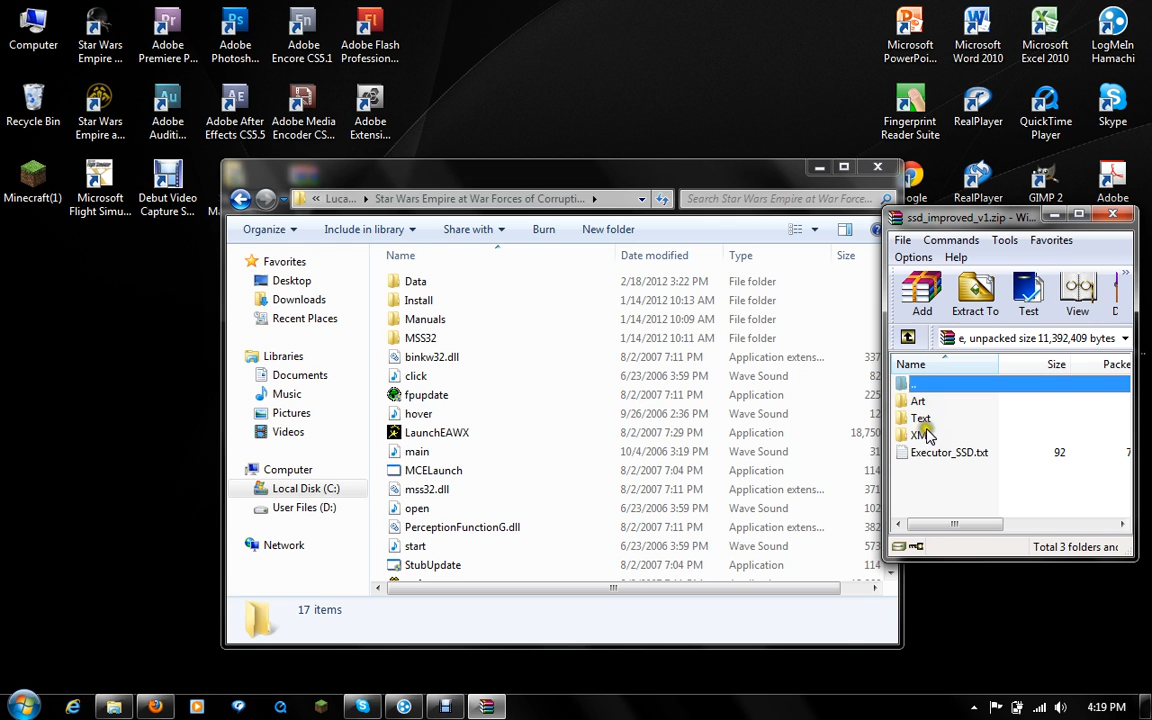 Computer
Star Wars
Empire ...
Adobe
Premiere P...
Adobe
Photosh...
Adobe
Encore CS5.1
Adobe Flash
Profession...
Microsoft
PowerPoi...
Microsoft
Word 2010
Microsoft
Excel 2010
LogMeIn
Hamachi
Recycle Bin
Star Wars
Empire a...
Adobe
Auditi...
Adobe After
Effects CS5.5
Adobe Media
Encoder CS...
Adobe
Extensi...
Fingerprint
Reader Suite
RealPlayer
QuickTime
Player
Skype
Minecraft(1)
Microsoft
Flight Simu...
Debut Video
Capture S...
RealPlayer
GIMP 2
Adobe
« Luca... Star Wars Empire at War Forces of Corrupti...
Search Star Wars Empire at War Force...
Organize
Include in library
Share with
Burn
New folder
Name
Date modified
Type
Size
Favorites
Desktop
Downloads
Recent Places
Libraries
Documents
Music
Pictures
Videos
Computer
Local Disk (C:)
User Files (D:)
Network
Data 2/18/2012 3:22 PM File folder
Install 1/14/2012 10:13 AM File folder
Manuals 1/14/2012 10:09 AM File folder
MSS32 1/14/2012 10:11 AM File folder
binkw32.dll 8/2/2007 7:11 PM Application extens... 337
click 6/23/2006 3:59 PM Wave Sound 82
fpupdate 8/2/2007 7:11 PM Application 225
hover 9/26/2006 2:36 PM Wave Sound 12
LaunchEAWX 8/2/2007 7:29 PM Application 18,750
main 10/4/2006 3:19 PM Wave Sound 31
MCELaunch 8/2/2007 7:04 PM Application 114
mss32.dll 8/2/2007 7:11 PM Application extens... 371
open 6/23/2006 3:59 PM Wave Sound 102
PerceptionFunctionG.dll 8/2/2007 7:11 PM Application extens... 382
start 6/23/2006 3:59 PM Wave Sound 573
StubUpdate 8/2/2007 7:04 PM Application 114
17 items
ssd_improved_v1.zip - Wi...
File Commands Tools Favorites
Options Help
Add
Extract To
Test
View
e, unpacked size 11,392,409 bytes
Name Size Packe
..
Art
Text
Executor_SSD.txt 92 7
Total 3 folders and
4:19 PM